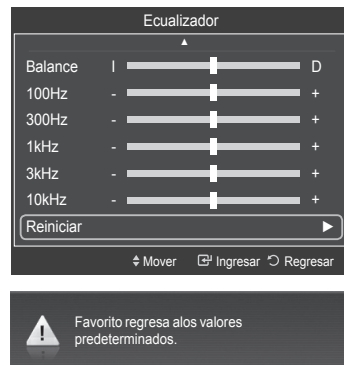 Ecualizador
▲
Balance I D
100Hz - +
300Hz - +
1kHz - +
3kHz - +
10kHz - +
Reiniciar ►
Mover Ingresar Regresar
Favorito regresa alos valores
predeterminados.